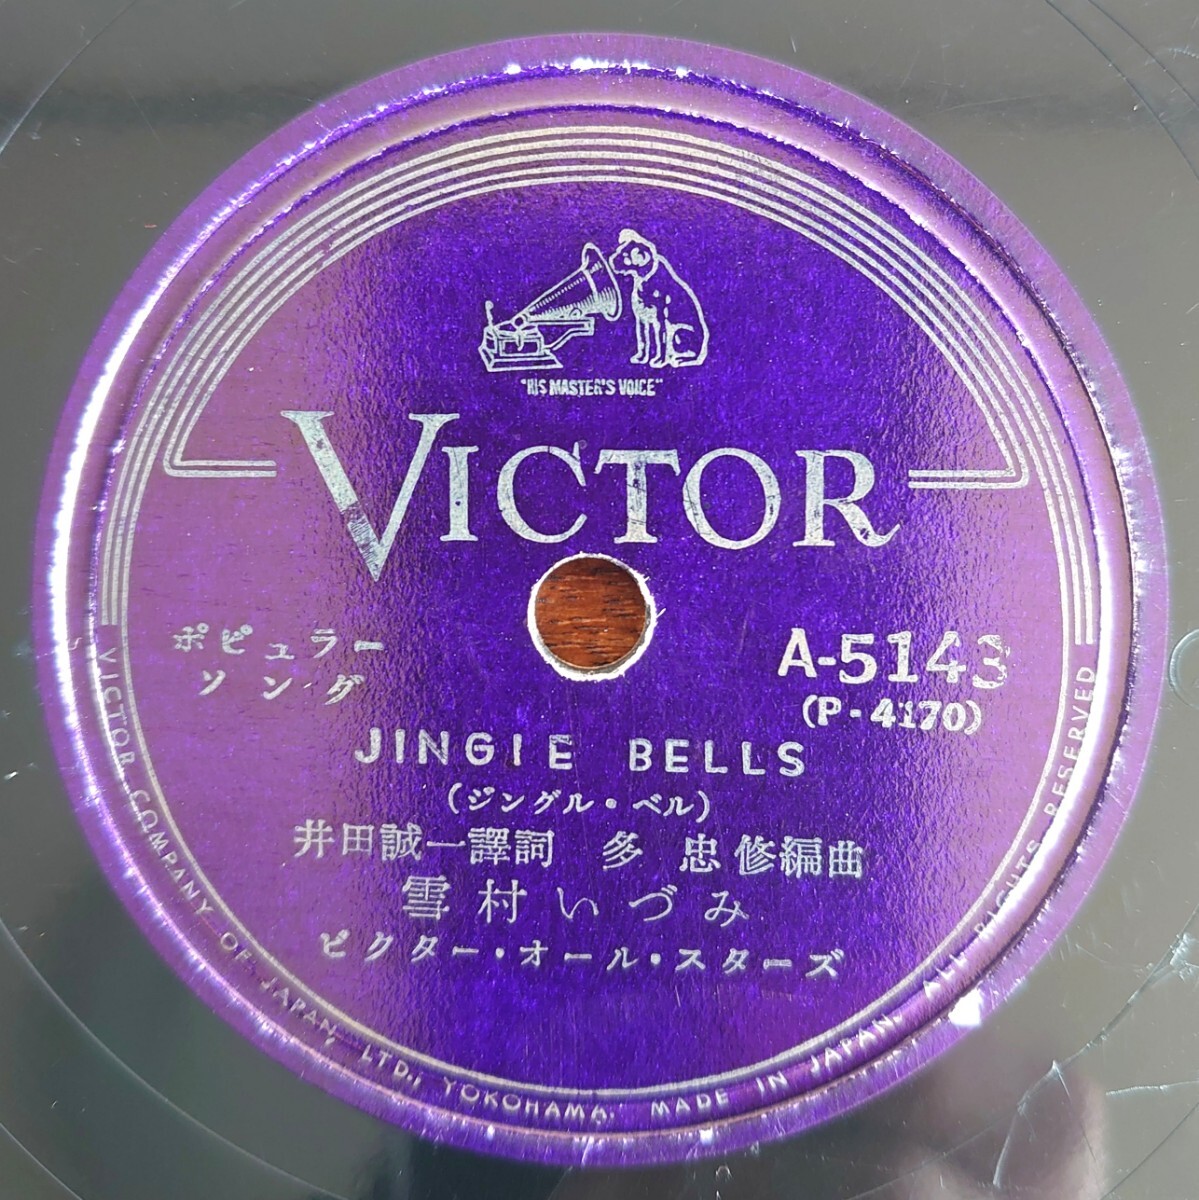 "HIS MASTER'S VOICE"
VICTOR
ポピュラー
ソング
A-5143
(P-4170)
JINGIE BELLS
(ジングル・ベル)
井田誠一譯詞 多 忠修編曲
雪村いづみ
ビクター・オール・スターズ
VICTOR COMPANY OF JAPAN, LTD., YOKOHAMA. MADE IN JAPAN. ALL RIGHTS RESERVED